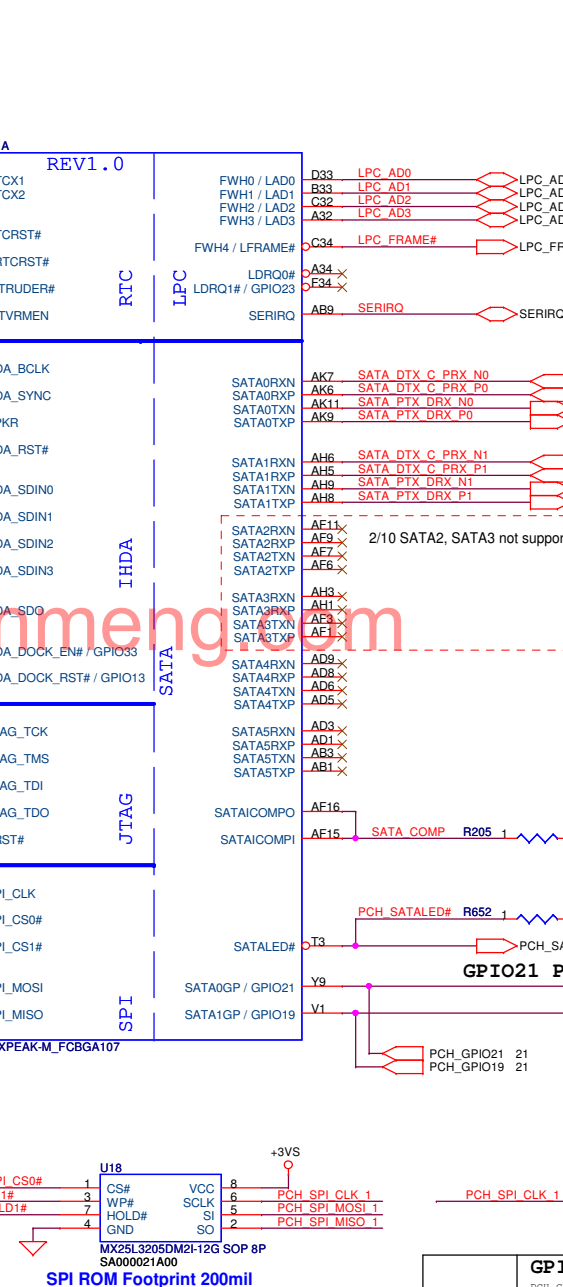 A
REV1.0
TCX1
TCX2
TCRST#
RTCRST#
TRUDER#
TVRMEN
RTC
LPC
FWH0 / LAD0
FWH1 / LAD1
FWH2 / LAD2
FWH3 / LAD3
FWH4 / LFRAME#
LDRQ0#
LDRQ1# / GPIO23
SERIRQ
D33 LPC_AD0 LPC_AD
B33 LPC_AD1 LPC_AD
C32 LPC_AD2 LPC_AD
A32 LPC_AD3 LPC_AD
C34 LPC_FRAME# LPC_FR
A34
F34
AB9 SERIRQ SERIRQ
DA_BCLK
DA_SYNC
PKR
DA_RST#
DA_SDIN0
DA_SDIN1
DA_SDIN2
DA_SDIN3
DA_SDO
DA_DOCK_EN# / GPIO33
DA_DOCK_RST# / GPIO13
IHDA
SATA
SATA0RXN AK7 SATA_DTX_C_PRX_N0
SATA0RXP AK6 SATA_DTX_C_PRX_P0
SATA0TXN AK11 SATA_PTX_DRX_N0
SATA0TXP AK9 SATA_PTX_DRX_P0
SATA1RXN AH6 SATA_DTX_C_PRX_N1
SATA1RXP AH5 SATA_DTX_C_PRX_P1
SATA1TXN AH9 SATA_PTX_DRX_N1
SATA1TXP AH8 SATA_PTX_DRX_P1
SATA2RXN AF11
SATA2RXP AF9
SATA2TXN AF7
SATA2TXP AF6
2/10 SATA2, SATA3 not suppor
SATA3RXN AH3
SATA3RXP AH1
SATA3TXN AF3
SATA3TXP AF1
nmeng.com
SATA4RXN AD9
SATA4RXP AD8
SATA4TXN AD6
SATA4TXP AD5
SATA5RXN AD3
SATA5RXP AD1
SATA5TXN AB3
SATA5TXP AB1
AG_TCK
AG_TMS
AG_TDI
AG_TDO
RST#
JTAG
SATAICOMPO AF16
SATAICOMPI AF15 SATA_COMP R205 1
PI_CLK
PI_CS0#
PI_CS1#
PI_MOSI
PI_MISO
SPI
PCH_SATALED# R652 1
SATALED# T3 PCH_SA
GPIO21 P
SATA0GP / GPIO21 Y9
SATA1GP / GPIO19 V1
XPEAK-M_FCBGA107
PCH_GPIO21 21
PCH_GPIO19 21
+3VS
U18
PI_CS0# 1 CS# VCC 8
1# 3 WP# SCLK 6 PCH_SPI_CLK_1
LD1# 7 HOLD# SI 5 PCH_SPI_MOSI_1
4 GND SO 2 PCH_SPI_MISO_1
PCH_SPI_CLK_1
MX25L3205DM2I-12G SOP 8P
SA000021A00
SPI ROM Footprint 200mil
GPI